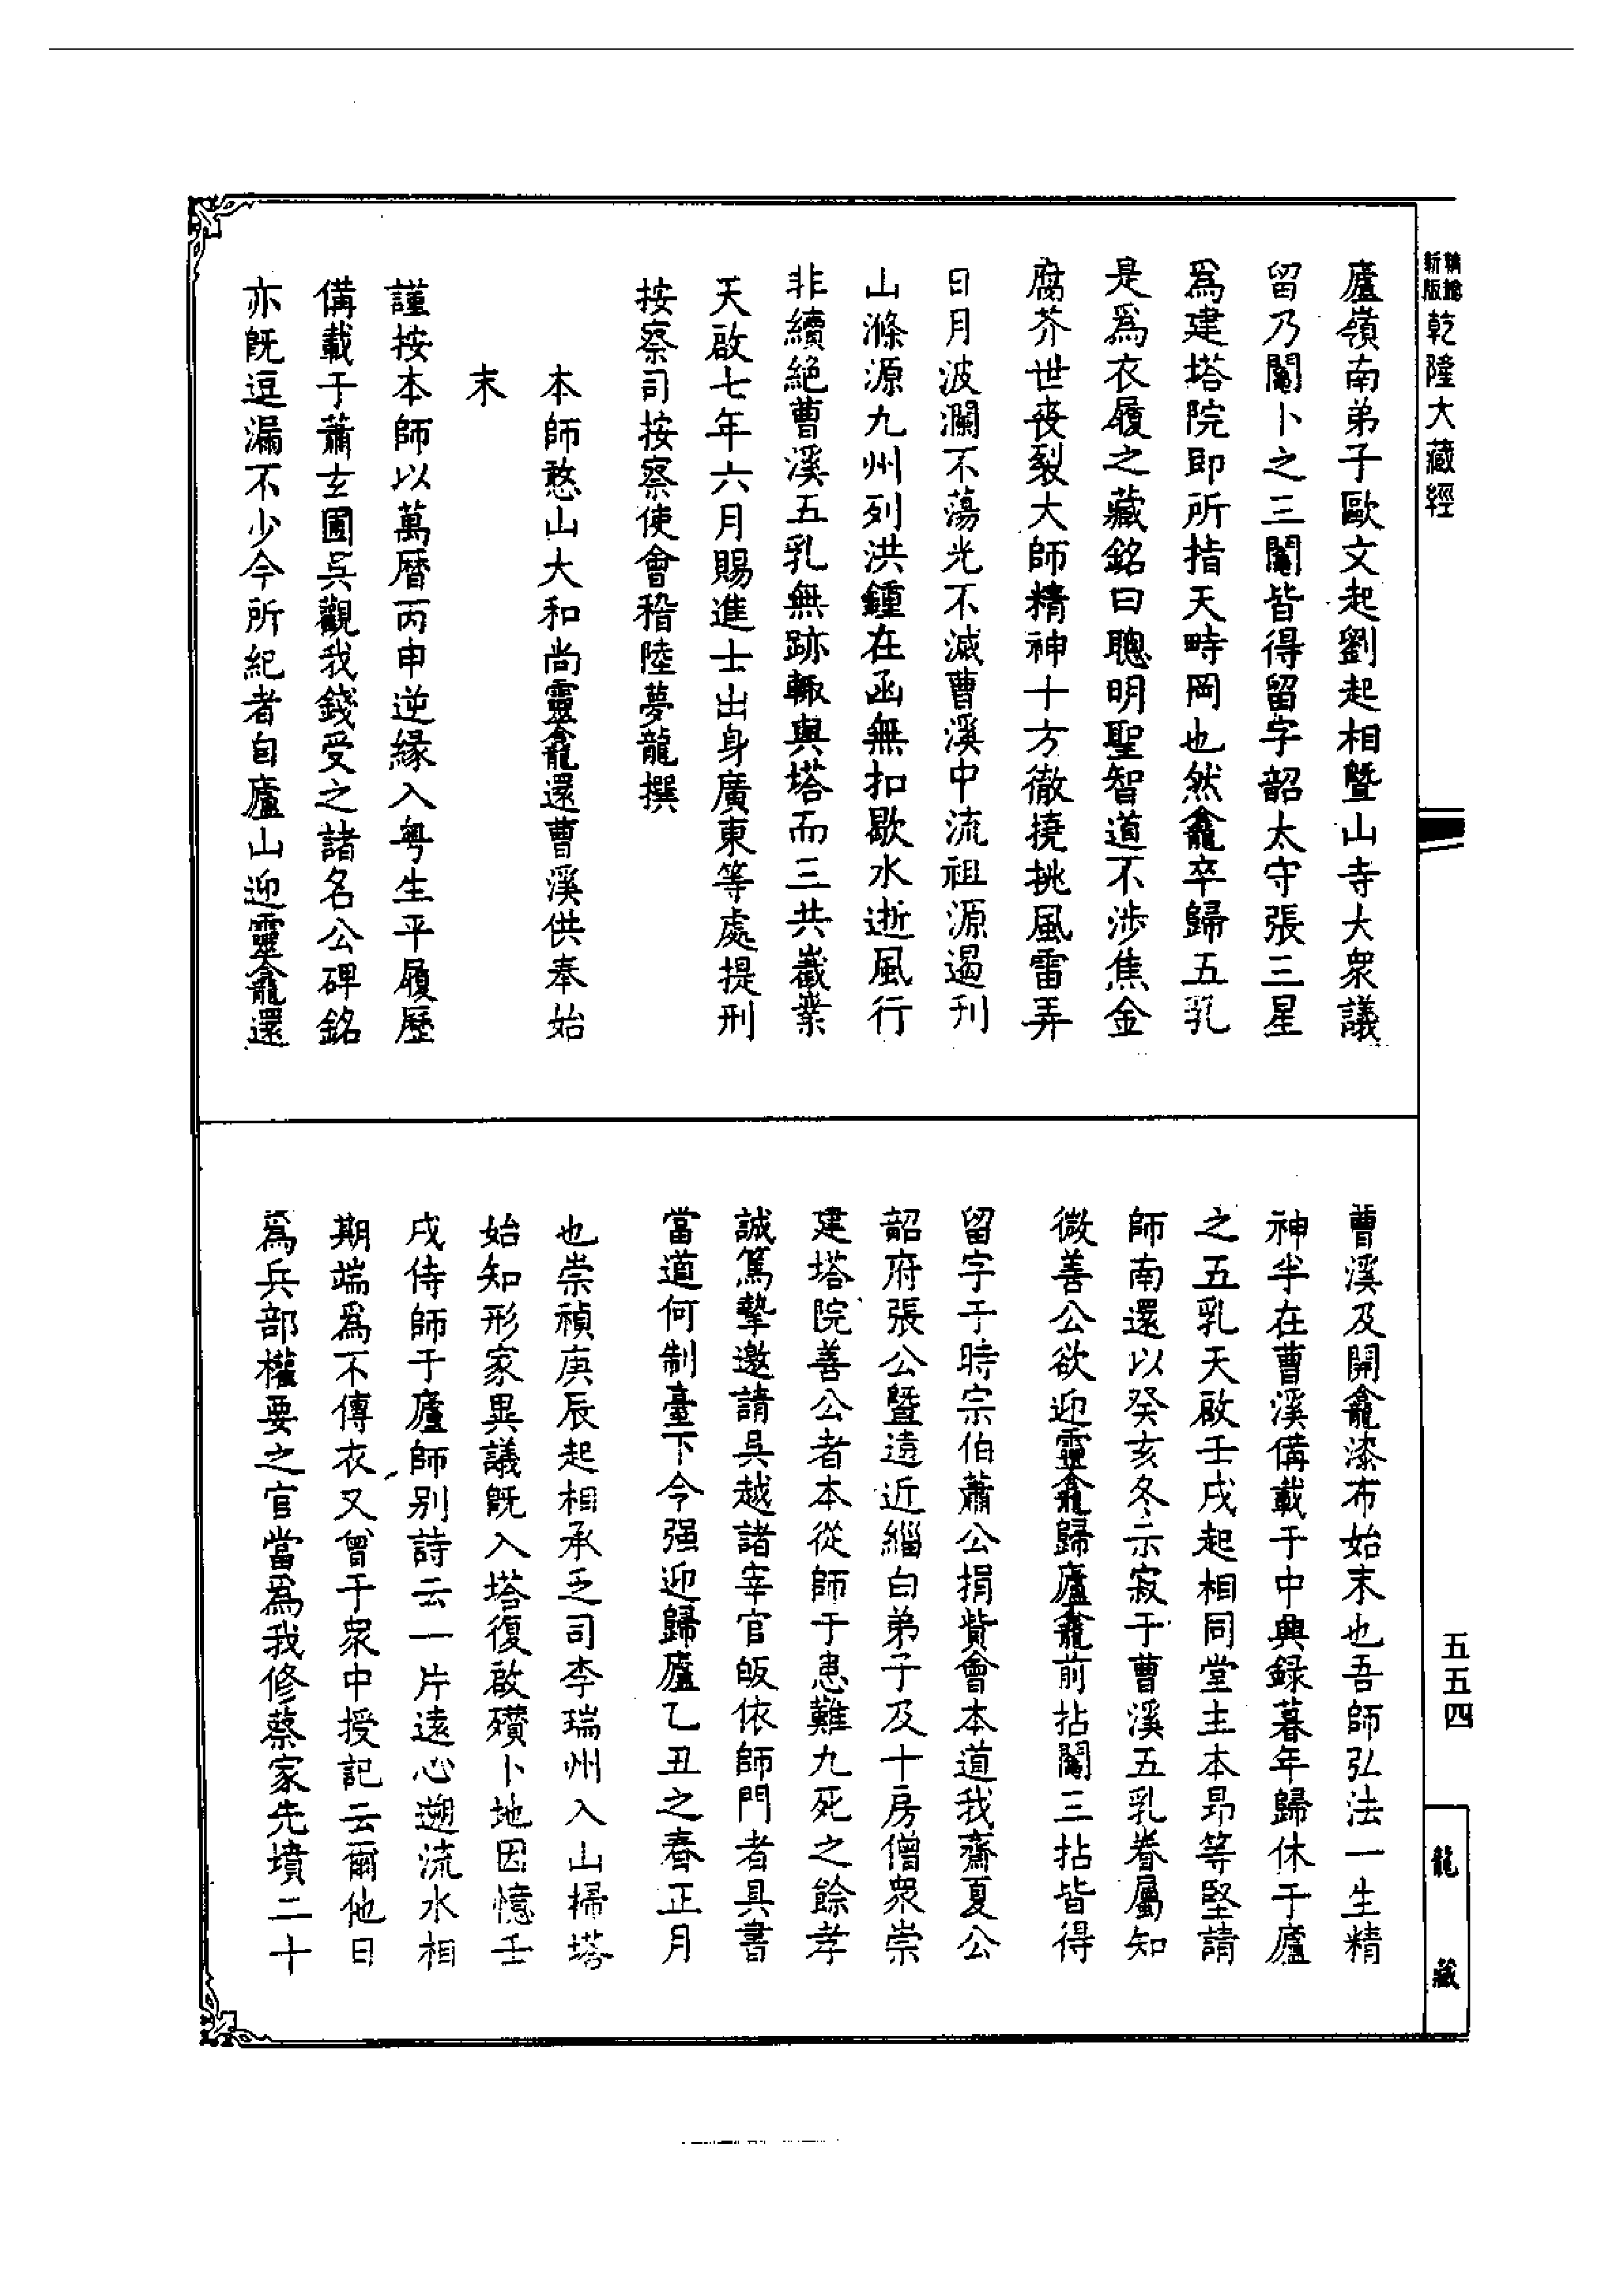 新版 精縮 乾隆大藏經
廬嶺南弟子歐文起劉起相暨山寺大衆議
留乃鬮卜之三鬮皆得留字韶太守張三星
爲建塔院即所指天峙岡也然龕卒歸五乳
是爲衣履之藏銘曰聰明聖智道不涉焦金
腐芥世喪裂大師精神十方徹撓挑風雷弄
日月波瀾不蕩光不滅曹溪中流祖源遏刊
山滌源九州列洪鍾在函無扣歇水逝風行
非續絕曹溪五乳無跡輙與塔而三共嶻嶪
天啟七年六月賜進士出身廣東等處提刑
按察司按察使會稽陸夢龍撰
本師憨山大和尚靈龕還曹溪供奉始
末
謹按本師以萬曆丙申逆緣入粤生平履歷
備載于蕭玄圃吳觀我錢受之諸名公碑銘
亦旣逗漏不少今所紀者自廬山迎靈龕還
曹溪及開龕漆布始末也吾師弘法一生精
神半在曹溪備載于中興録暮年歸休于廬
之五乳天啟壬戌起相同堂主本昂等堅請
師南還以癸亥冬示寂于曹溪五乳眷屬知
微善公欲迎靈龕歸廬龕前拈鬮三拈皆得
留字于時宗伯蕭公捐貲會本道我齋夏公
韶府張公暨遠近緇白弟子及十房僧衆崇
建塔院善公者本從師于患難九死之餘孝
誠篤摯邀請吳越諸宰官皈依師門者具書
當道何制臺下令强迎歸廬乙丑之春正月
也崇禎庚辰起相承乏司李瑞州入山掃塔
始知形家異議旣入塔復啟殯卜地因憶壬
戌侍師于廬師別詩云一片遠心遡流水相
期端爲不傳衣又曾于衆中授記云爾他日
爲兵部權要之官當爲我修蔡家先墳二十
五五四
龍藏